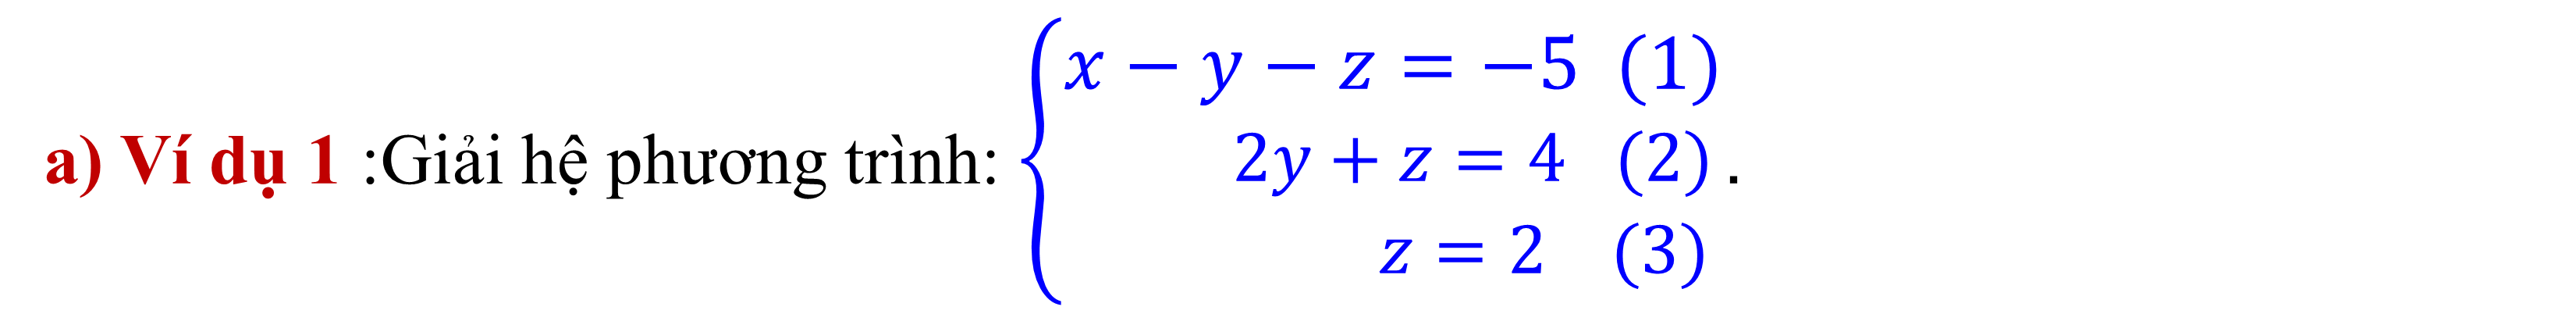 a) Ví dụ 1 :Giải hệ phương trình: { x − y − z = −5 (1)
2y + z = 4 (2) .
z = 2 (3)